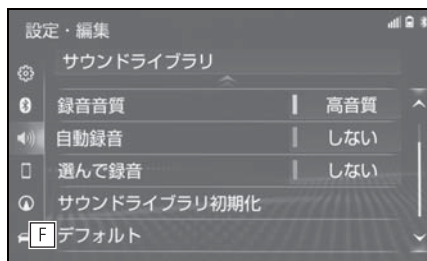 設定・編集
サウンドライブラリ
録音音質 高音質
自動録音 しない
選んで録音 しない
サウンドライブラリ初期化
F デフォルト